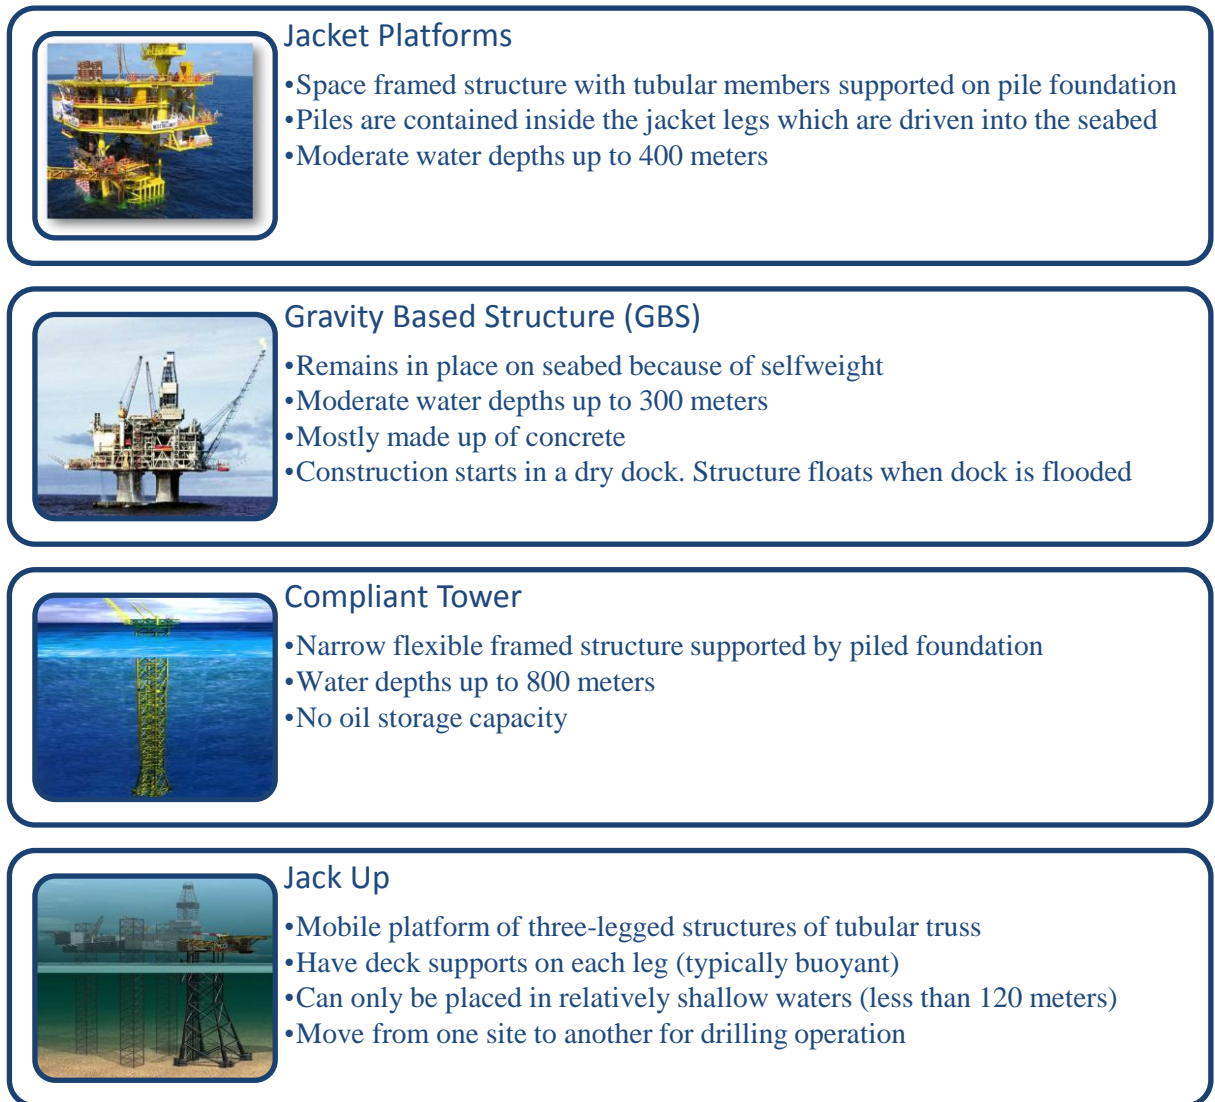 Jacket Platforms
•Space framed structure with tubular members supported on pile foundation
•Piles are contained inside the jacket legs which are driven into the seabed
•Moderate water depths up to 400 meters
Gravity Based Structure (GBS)
•Remains in place on seabed because of selfweight
•Moderate water depths up to 300 meters
•Mostly made up of concrete
•Construction starts in a dry dock. Structure floats when dock is flooded
Compliant Tower
•Narrow flexible framed structure supported by piled foundation
•Water depths up to 800 meters
•No oil storage capacity
Jack Up
•Mobile platform of three-legged structures of tubular truss
•Have deck supports on each leg (typically buoyant)
•Can only be placed in relatively shallow waters (less than 120 meters)
•Move from one site to another for drilling operation